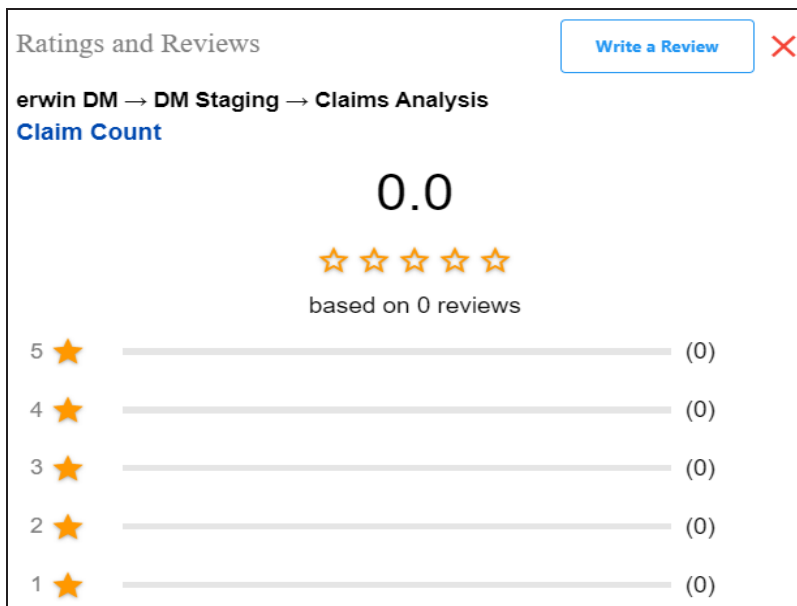 Ratings and Reviews
Write a Review
erwin DM → DM Staging → Claims Analysis
Claim Count
0.0
based on 0 reviews
5 (0)
4 (0)
3 (0)
2 (0)
1 (0)